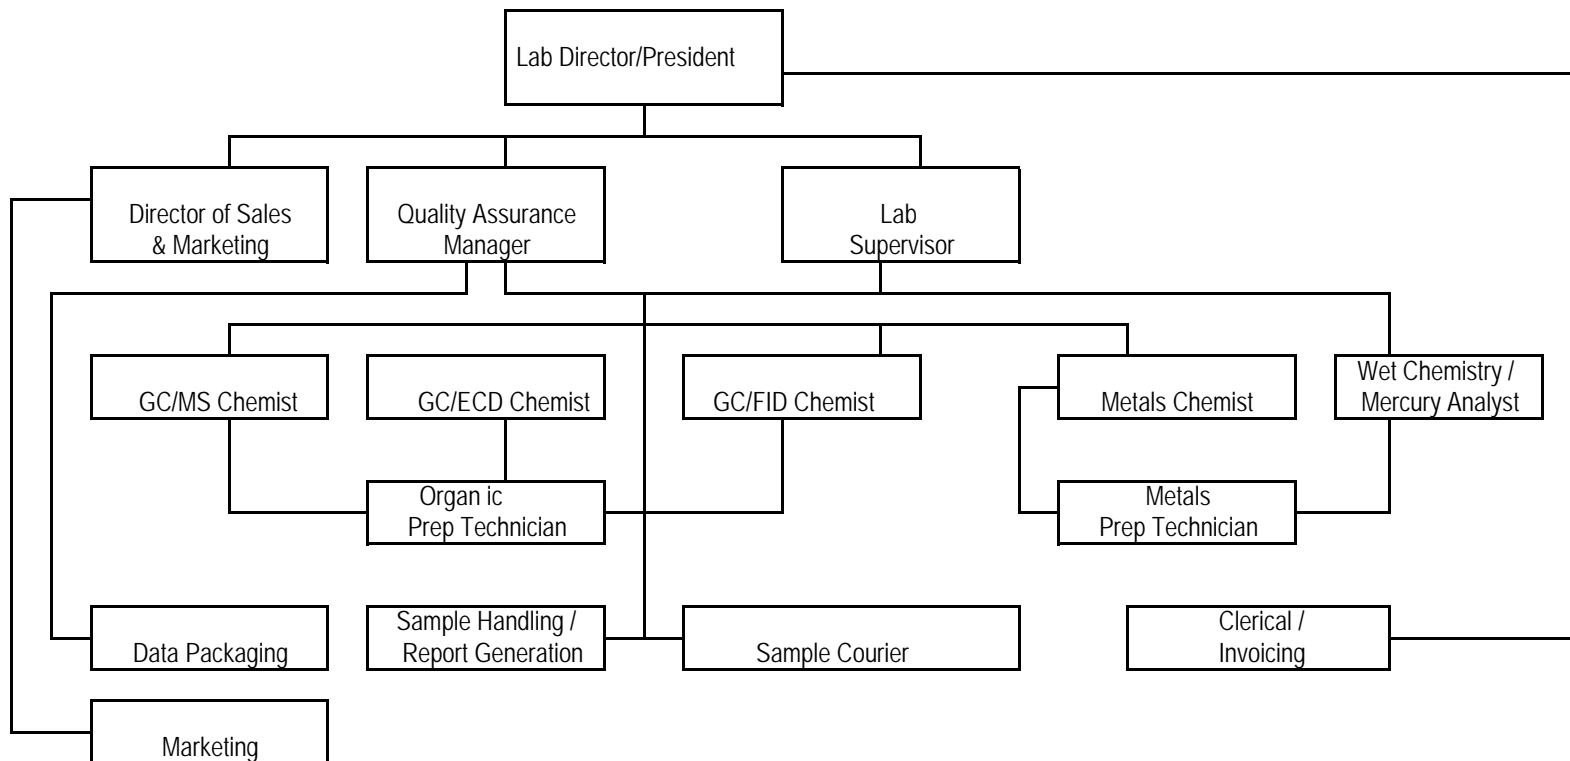 Lab Director/President
Director of Sales
& Marketing
Quality Assurance
Manager
Lab
Supervisor
GC/MS Chemist
GC/ECD Chemist
GC/FID Chemist
Metals Chemist
Wet Chemistry /
Mercury Analyst
Organ ic
Prep Technician
Metals
Prep Technician
Data Packaging
Sample Handling /
Report Generation
Sample Courier
Clerical /
Invoicing
Marketing